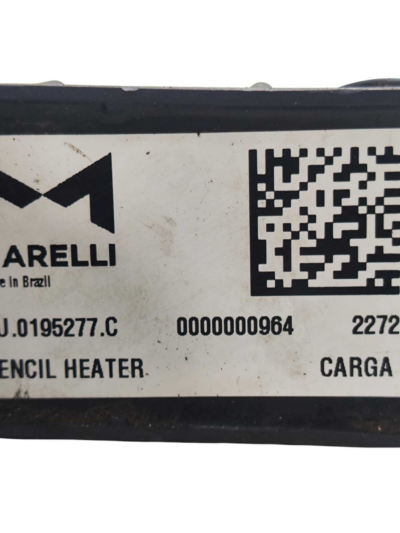 ARELLI
e In Brazil
J.0195277.C 0000000964 2272
ENCIL HEATER CARGA